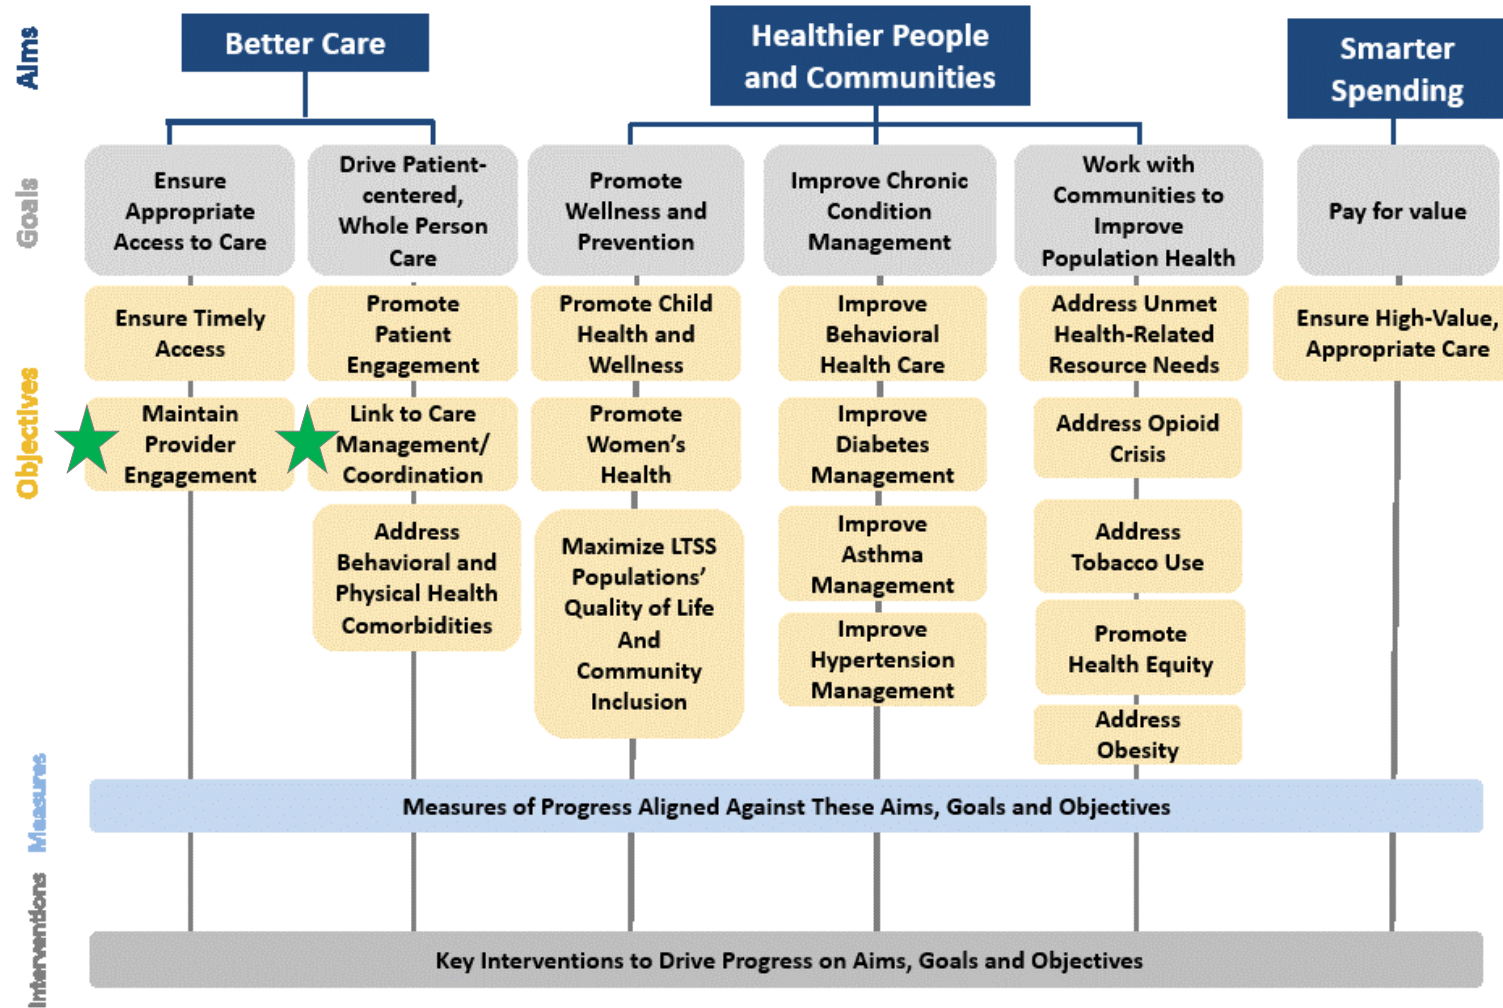 Aims
Better Care
Healthier People
and Communities
Smarter
Spending
Goals
Ensure
Appropriate
Access to Care
Drive Patient-
centered,
Whole Person
Care
Promote
Wellness and
Prevention
Improve Chronic
Condition
Management
Work with
Communities to
Improve
Population Health
Pay for value
Objectives
Ensure Timely
Access
Promote
Patient
Engagement
Promote Child
Health and
Wellness
Improve
Behavioral
Health Care
Address Unmet
Health-Related
Resource Needs
Ensure High-Value,
Appropriate Care
Maintain
Provider
Engagement
Link to Care
Management/
Coordination
Promote
Women's
Health
Improve
Diabetes
Management
Address Opioid
Crisis
Address
Behavioral and
Physical Health
Comorbidities
Maximize LTSS
Populations'
Quality of Life
And
Community
Inclusion
Improve
Asthma
Management
Address
Tobacco Use
Improve
Hypertension
Management
Promote
Health Equity
Address
Obesity
Measures
Measures of Progress Aligned Against These Aims, Goals and Objectives
Interventions
Key Interventions to Drive Progress on Aims, Goals and Objectives